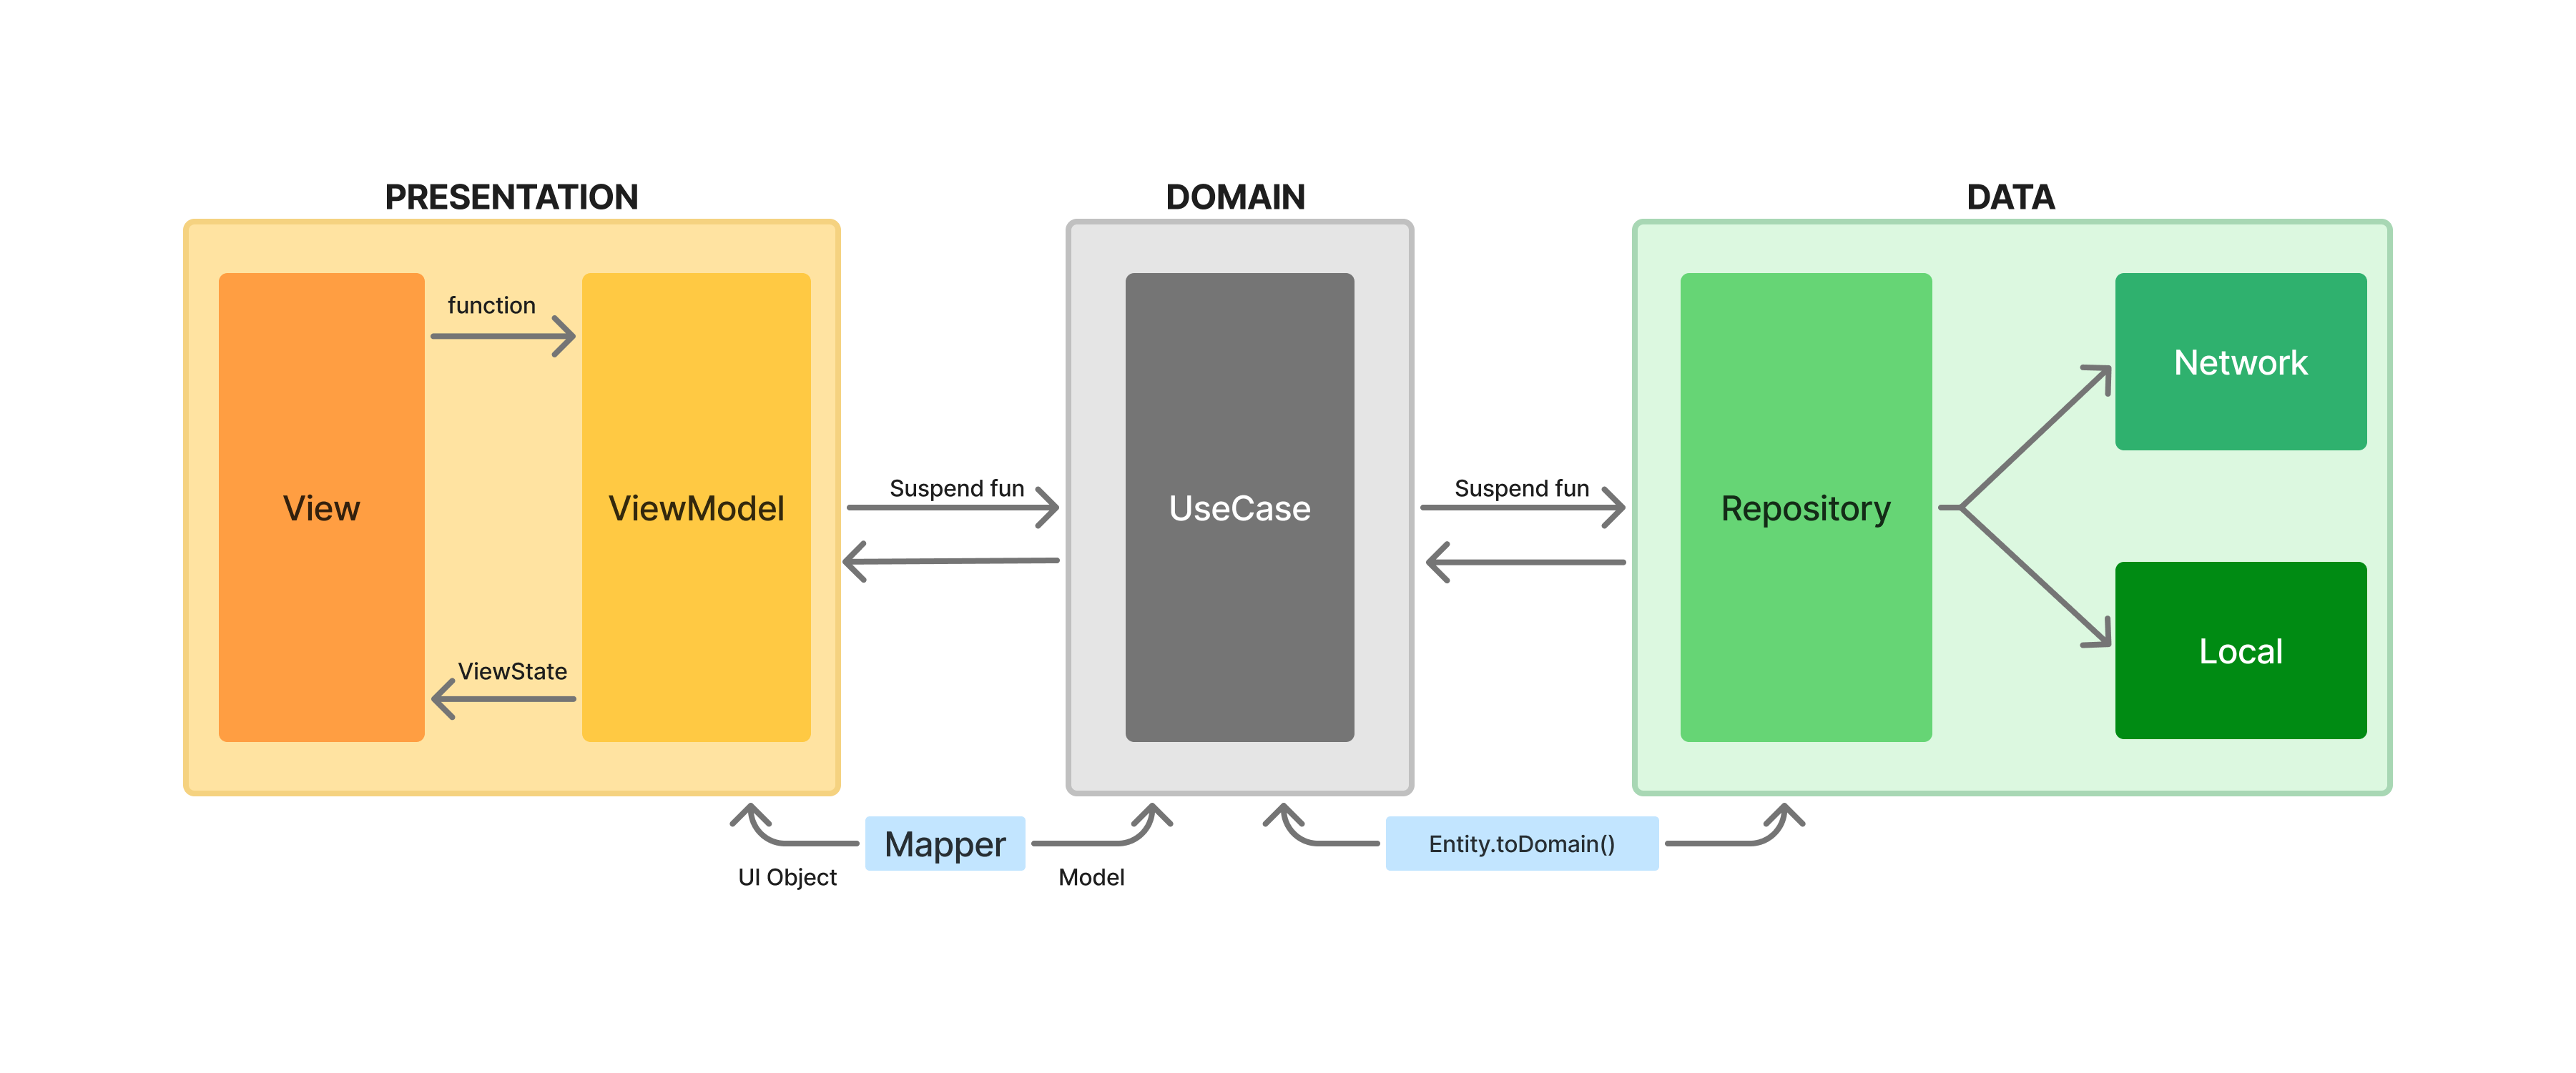 PRESENTATION
DOMAIN
DATA
function
View
ViewModel
ViewState
Suspend fun
UseCase
Suspend fun
Repository
Network
Local
Mapper
UI Object
Model
Entity.toDomain()